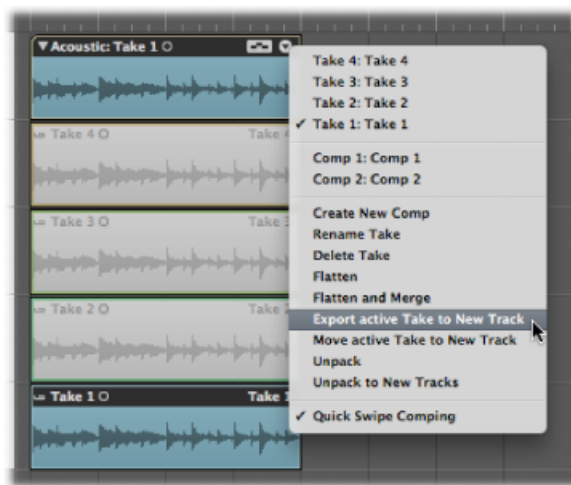 Acoustic: Take 1
Take 4: Take 4
Take 3: Take 3
Take 2: Take 2
✓ Take 1: Take 1
Comp 1: Comp 1
Comp 2: Comp 2
Create New Comp
Rename Take
Delete Take
Flatten
Flatten and Merge
Export active Take to New Track
Move active Take to New Track
Unpack
Unpack to New Tracks
✓ Quick Swipe Comping
Take 4 Take
Take 3 Take
Take 2 Take
Take 1 Take 1